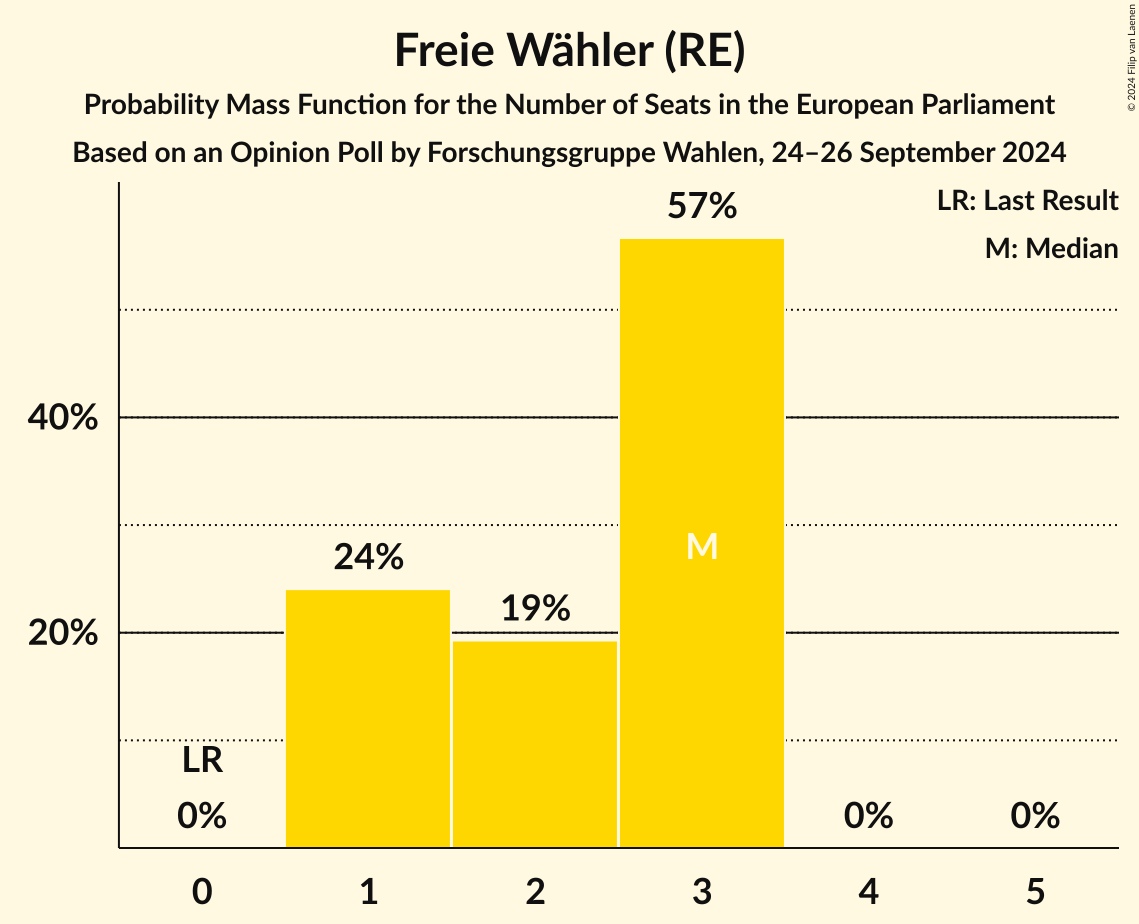 Freie Wähler (RE)
Probability Mass Function for the Number of Seats in the European Parliament
Based on an Opinion Poll by Forschungsgruppe Wahlen, 24–26 September 2024
© 2024 Filip van Laenen
LR: Last Result
M: Median
57%
40%
M
24%
19%
20%
LR
0%
0%
0%
0
1
2
3
4
5